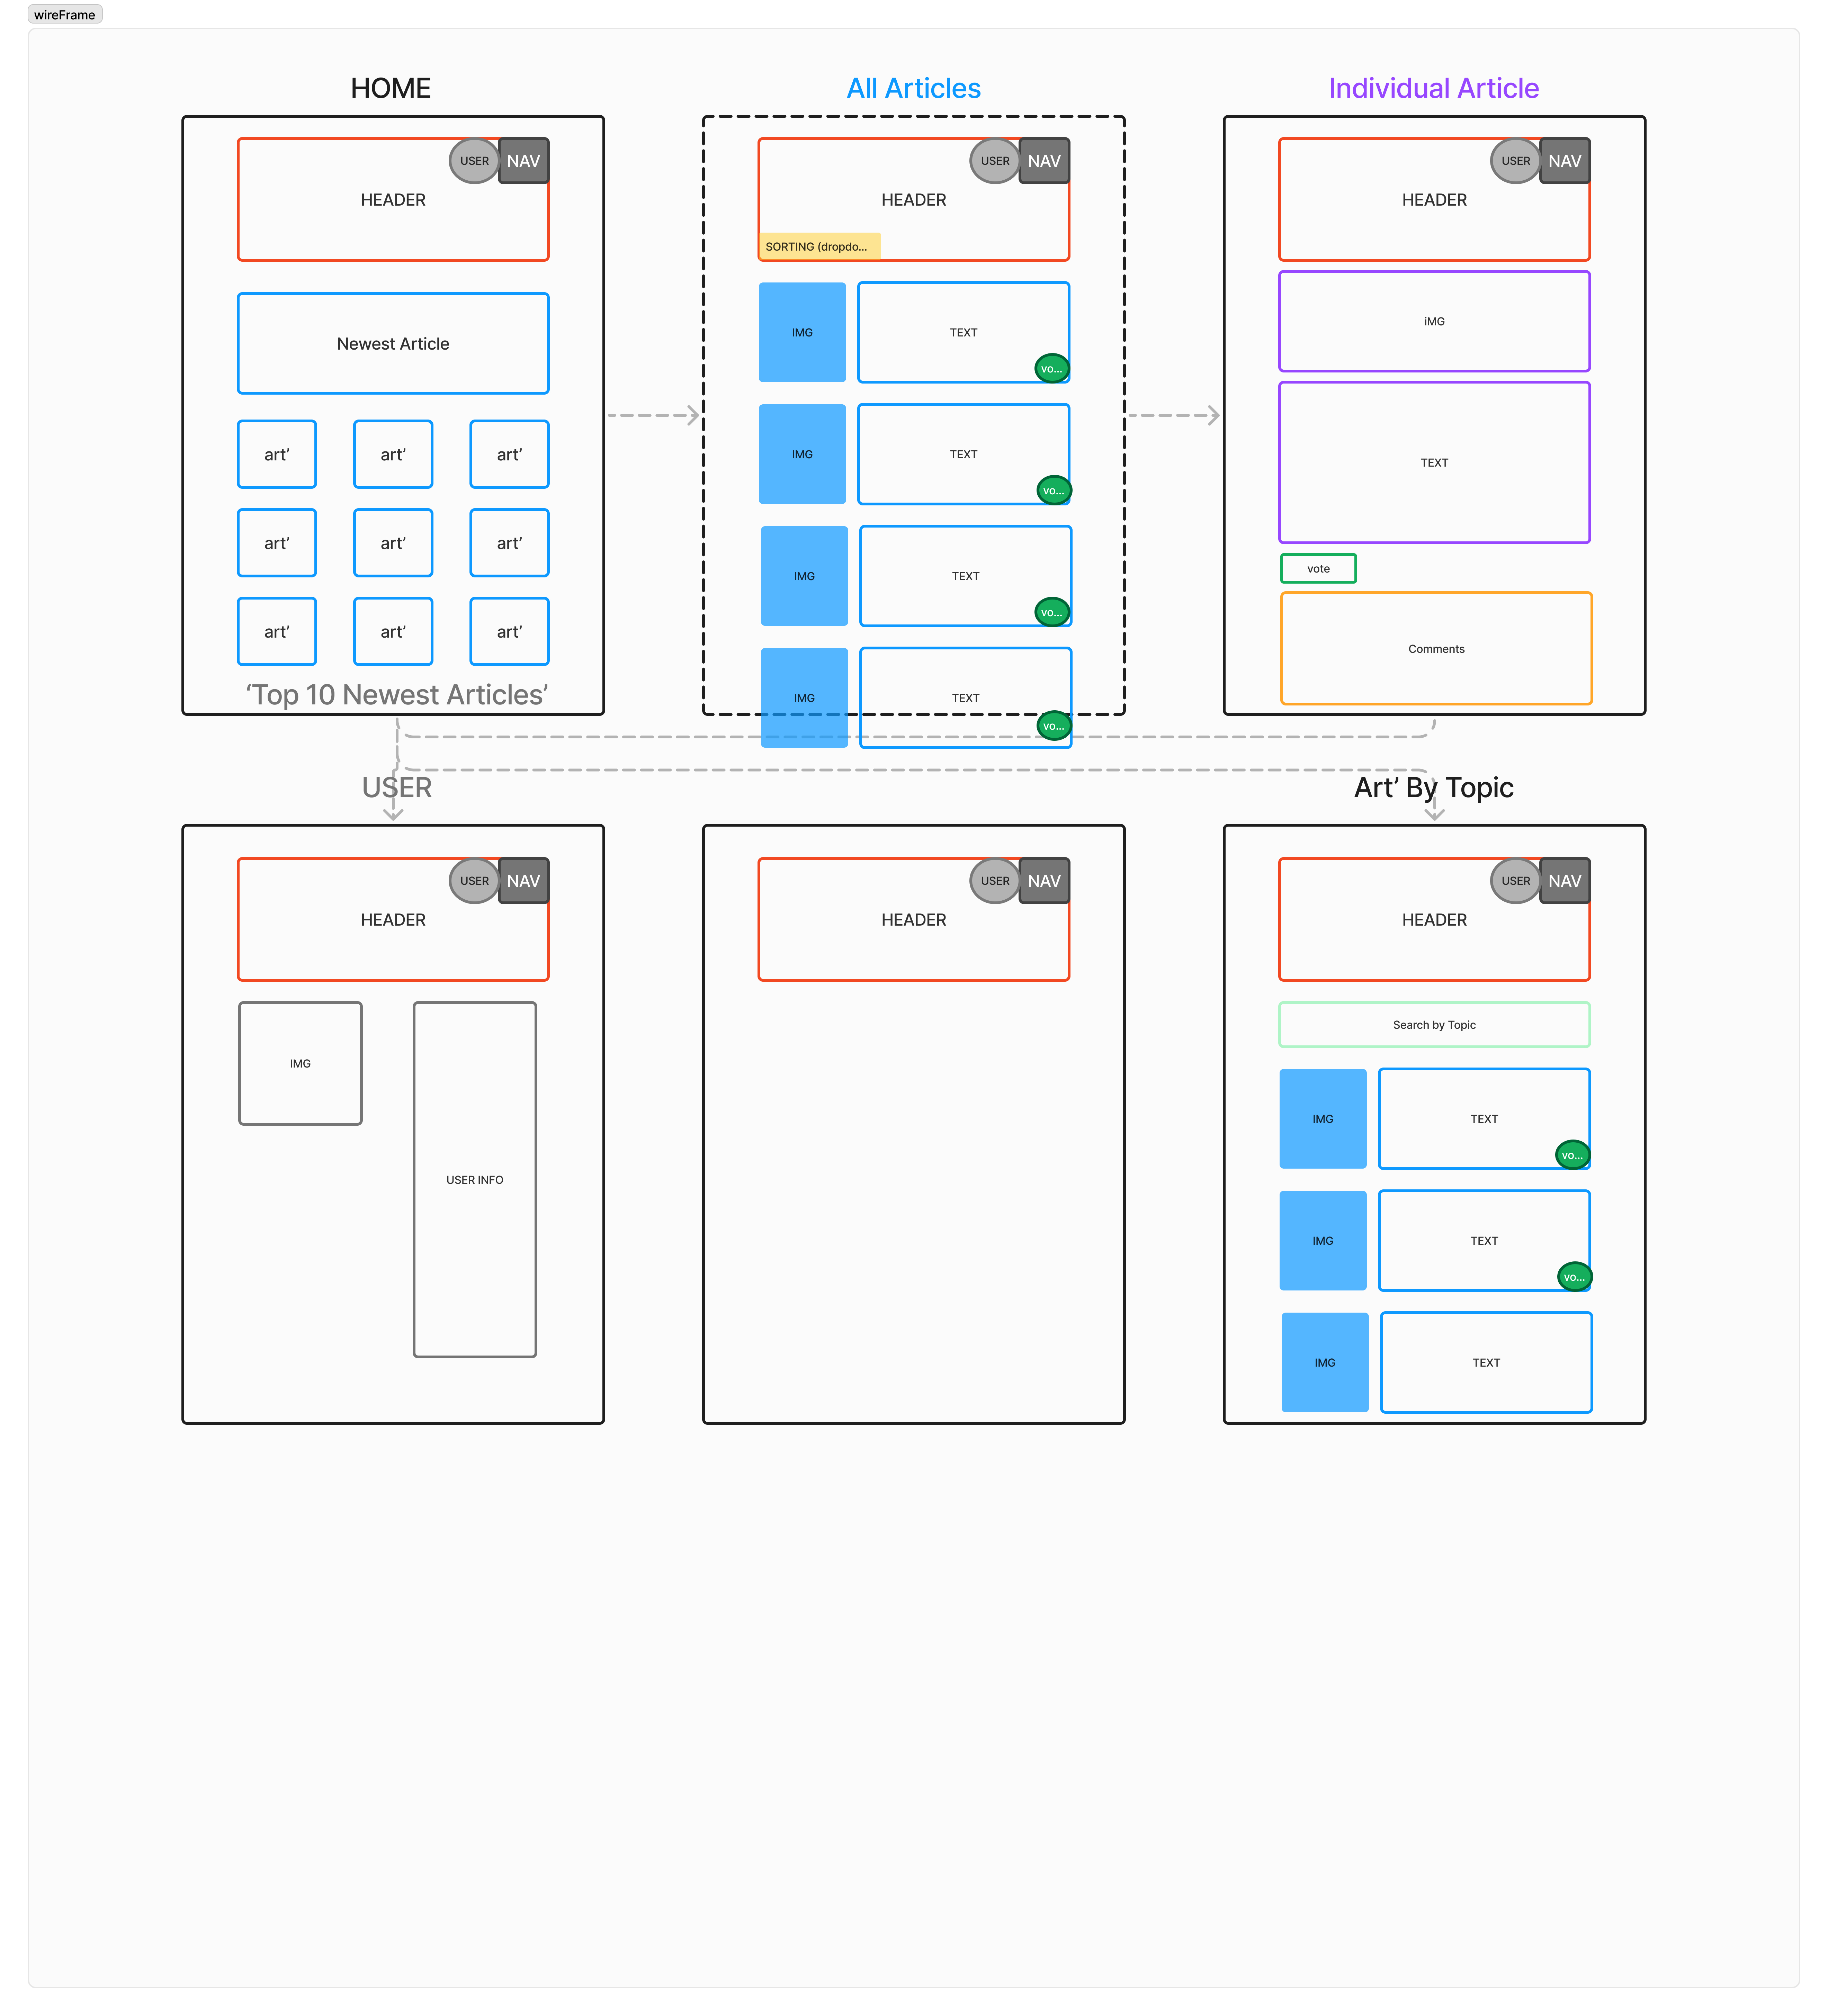 wireFrame
HOME
USER
NAV
HEADER
Newest Article
art’
art’
art’
art’
art’
art’
art’
art’
art’
‘Top 10 Newest Articles’
All Articles
USER
NAV
HEADER
SORTING (dropdo...
IMG
TEXT
vo...
IMG
TEXT
vo...
IMG
TEXT
vo...
IMG
TEXT
vo...
Individual Article
USER
NAV
HEADER
iMG
TEXT
vote
Comments
USER
USER
NAV
HEADER
IMG
USER INFO
USER
NAV
HEADER
Art’ By Topic
USER
NAV
HEADER
Search by Topic
IMG
TEXT
vo...
IMG
TEXT
vo...
IMG
TEXT